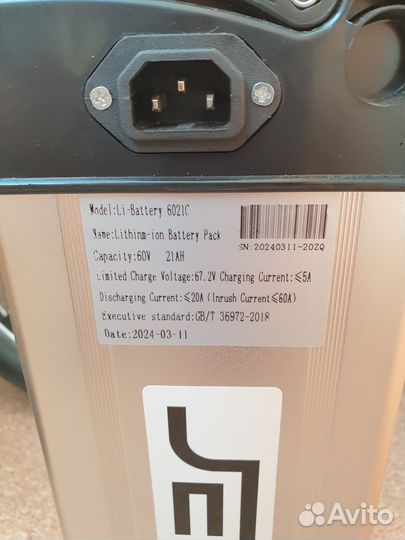 Model:Li-Battery 6021C
Name:Lithinm-ion Battery Pack
SN:20240311-20ZQ
Capacity:60V 21AH
Limited Charge Voltage:67.2V Charging Current:≤5A
Discharging Current:≤20A (Inrush Current≤60A)
Executive standard:GB/T 36972-2018
Date:2024-03-11
JE
Avito